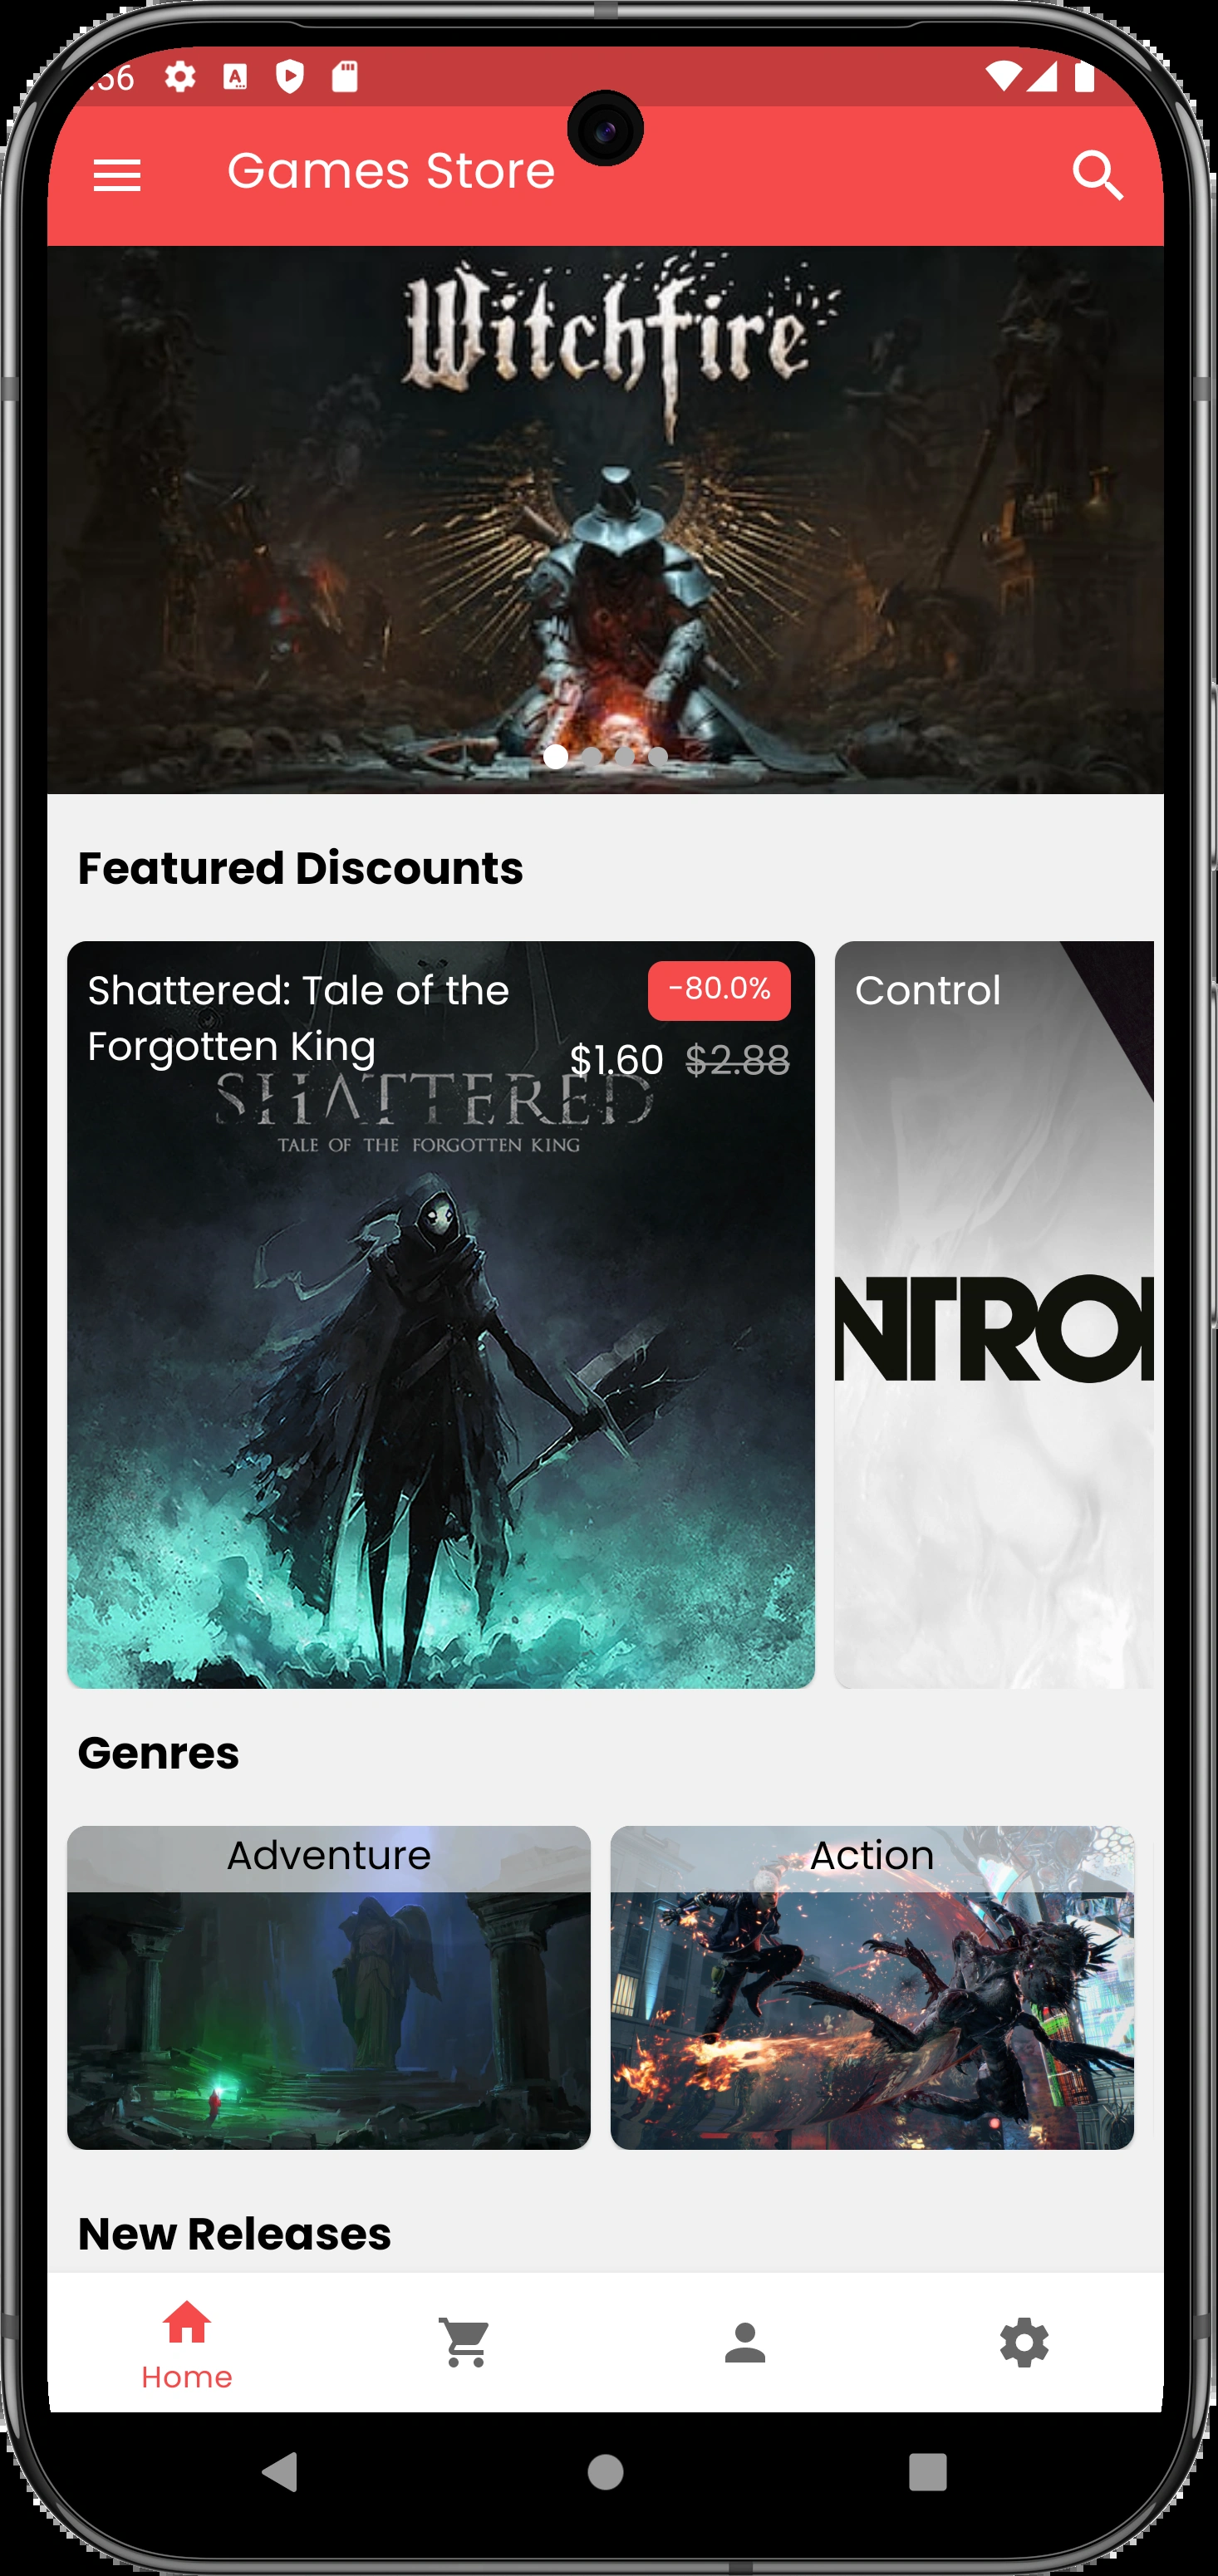 :56
Games Store
Witchfire
Featured Discounts
Shattered: Tale of the
Forgotten King
-80.0%
$1.60 $2.88
SHATTERED
TALE OF THE FORGOTTEN KING
Control
NTRO
Genres
Adventure
Action
New Releases
Home